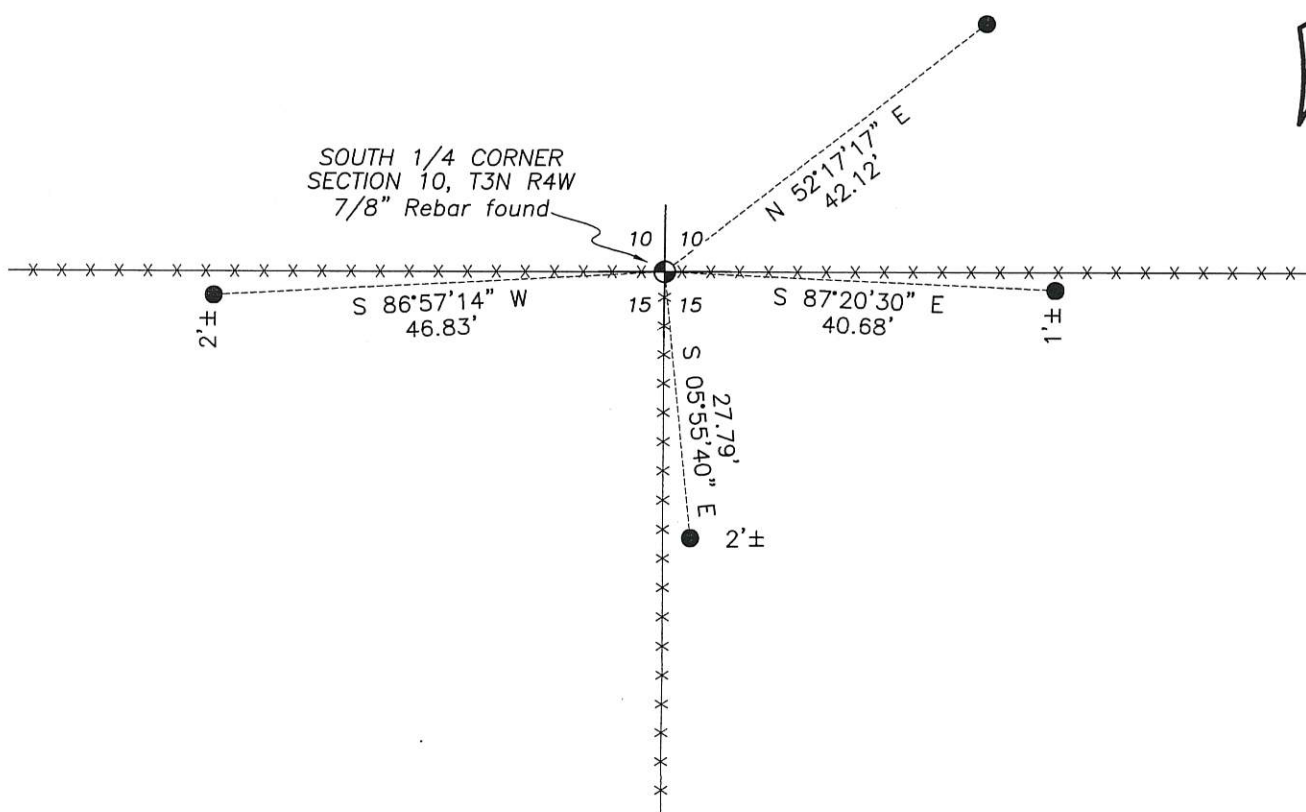 SOUTH 1/4 CORNER
SECTION 10, T3N R4W
7/8" Rebar found
N 52°17'17" E
42.12'
10 10
15 15
S 86°57'14" W
46.83'
2'±
S 87°20'30" E
40.68'
1'±
27.79'
S 05°55'40" E
2'±